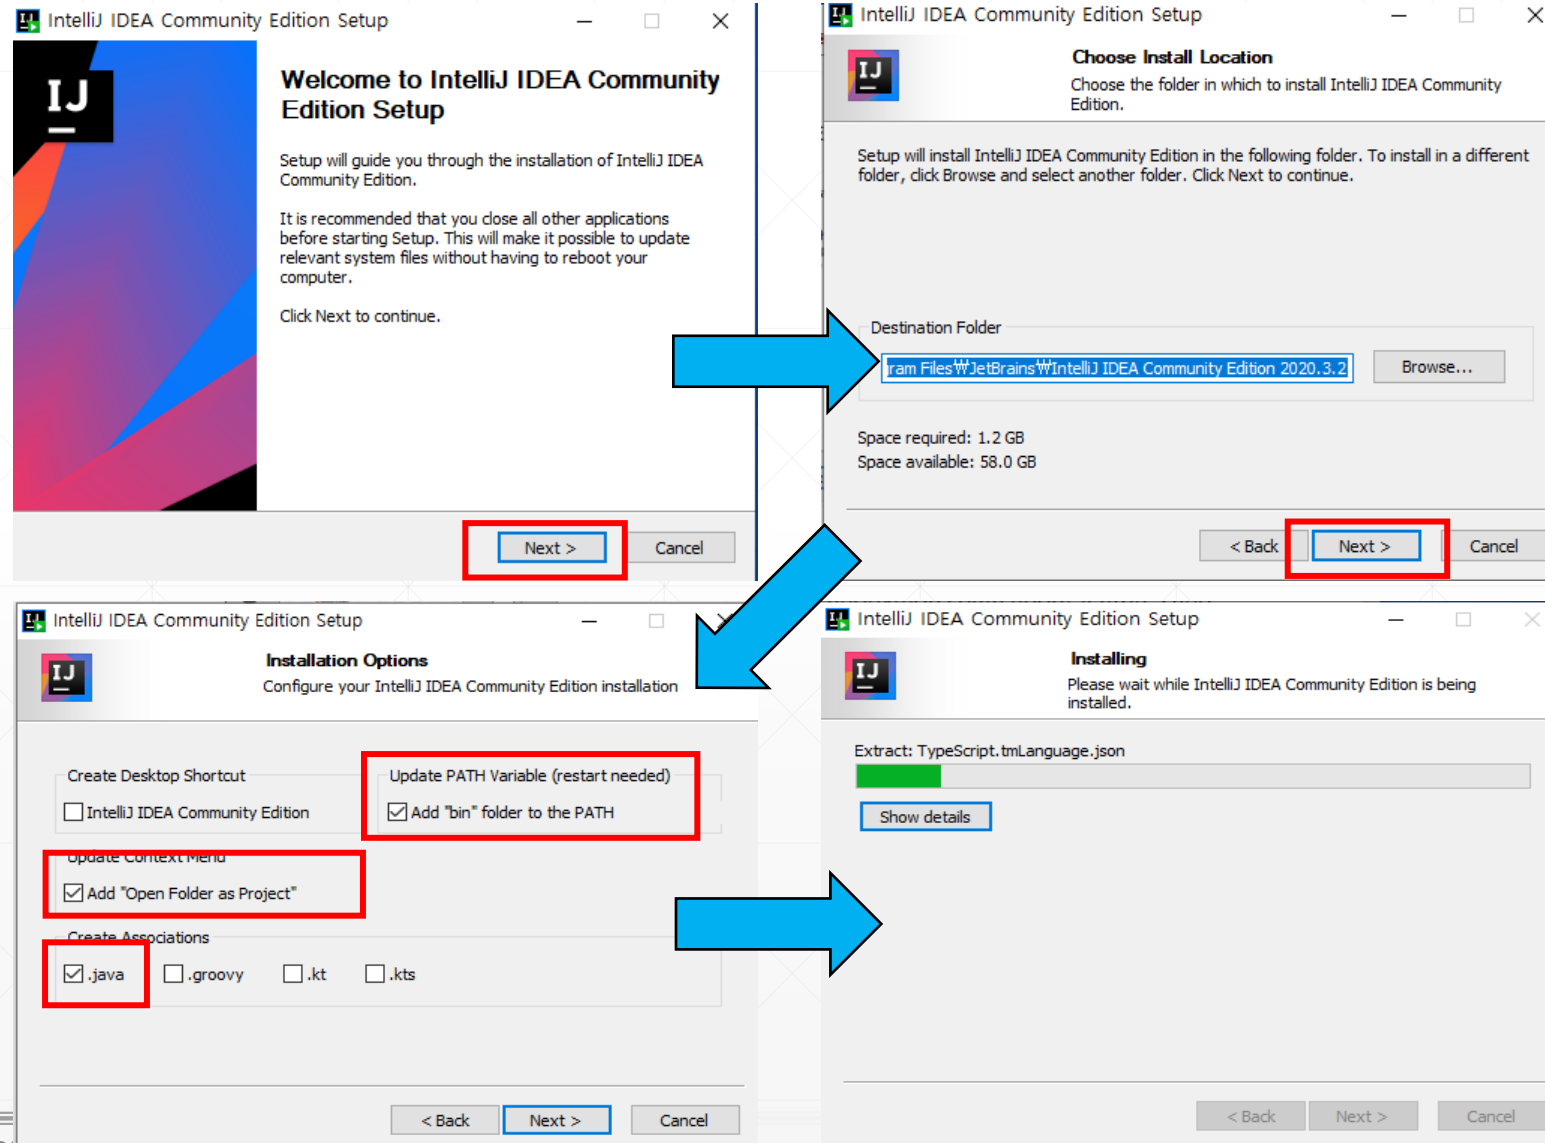 IntelliJ IDEA Community Edition Setup
IJ
Welcome to IntelliJ IDEA Community
Edition Setup
Setup will guide you through the installation of IntelliJ IDEA
Community Edition.
It is recommended that you close all other applications
before starting Setup. This will make it possible to update
relevant system files without having to reboot your
computer.
Click Next to continue.
Next >
Cancel
IntelliJ IDEA Community Edition Setup
IJ
Choose Install Location
Choose the folder in which to install IntelliJ IDEA Community
Edition.
Setup will install IntelliJ IDEA Community Edition in the following folder. To install in a different
folder, click Browse and select another folder. Click Next to continue.
Destination Folder
ram Files₩JetBrains₩IntelliJ IDEA Community Edition 2020.3.2
Browse...
Space required: 1.2 GB
Space available: 58.0 GB
< Back
Next >
Cancel
IntelliJ IDEA Community Edition Setup
IJ
Installation Options
Configure your IntelliJ IDEA Community Edition installation
Create Desktop Shortcut
Update PATH Variable (restart needed)
IntelliJ IDEA Community Edition
Add "bin" folder to the PATH
Update Context Menu
Add "Open Folder as Project"
Create Associations
.java .groovy .kt .kts
< Back
Next >
Cancel
IntelliJ IDEA Community Edition Setup
IJ
Installing
Please wait while IntelliJ IDEA Community Edition is being
installed.
Extract: TypeScript.tmLanguage.json
Show details
< Back
Next >
Cancel